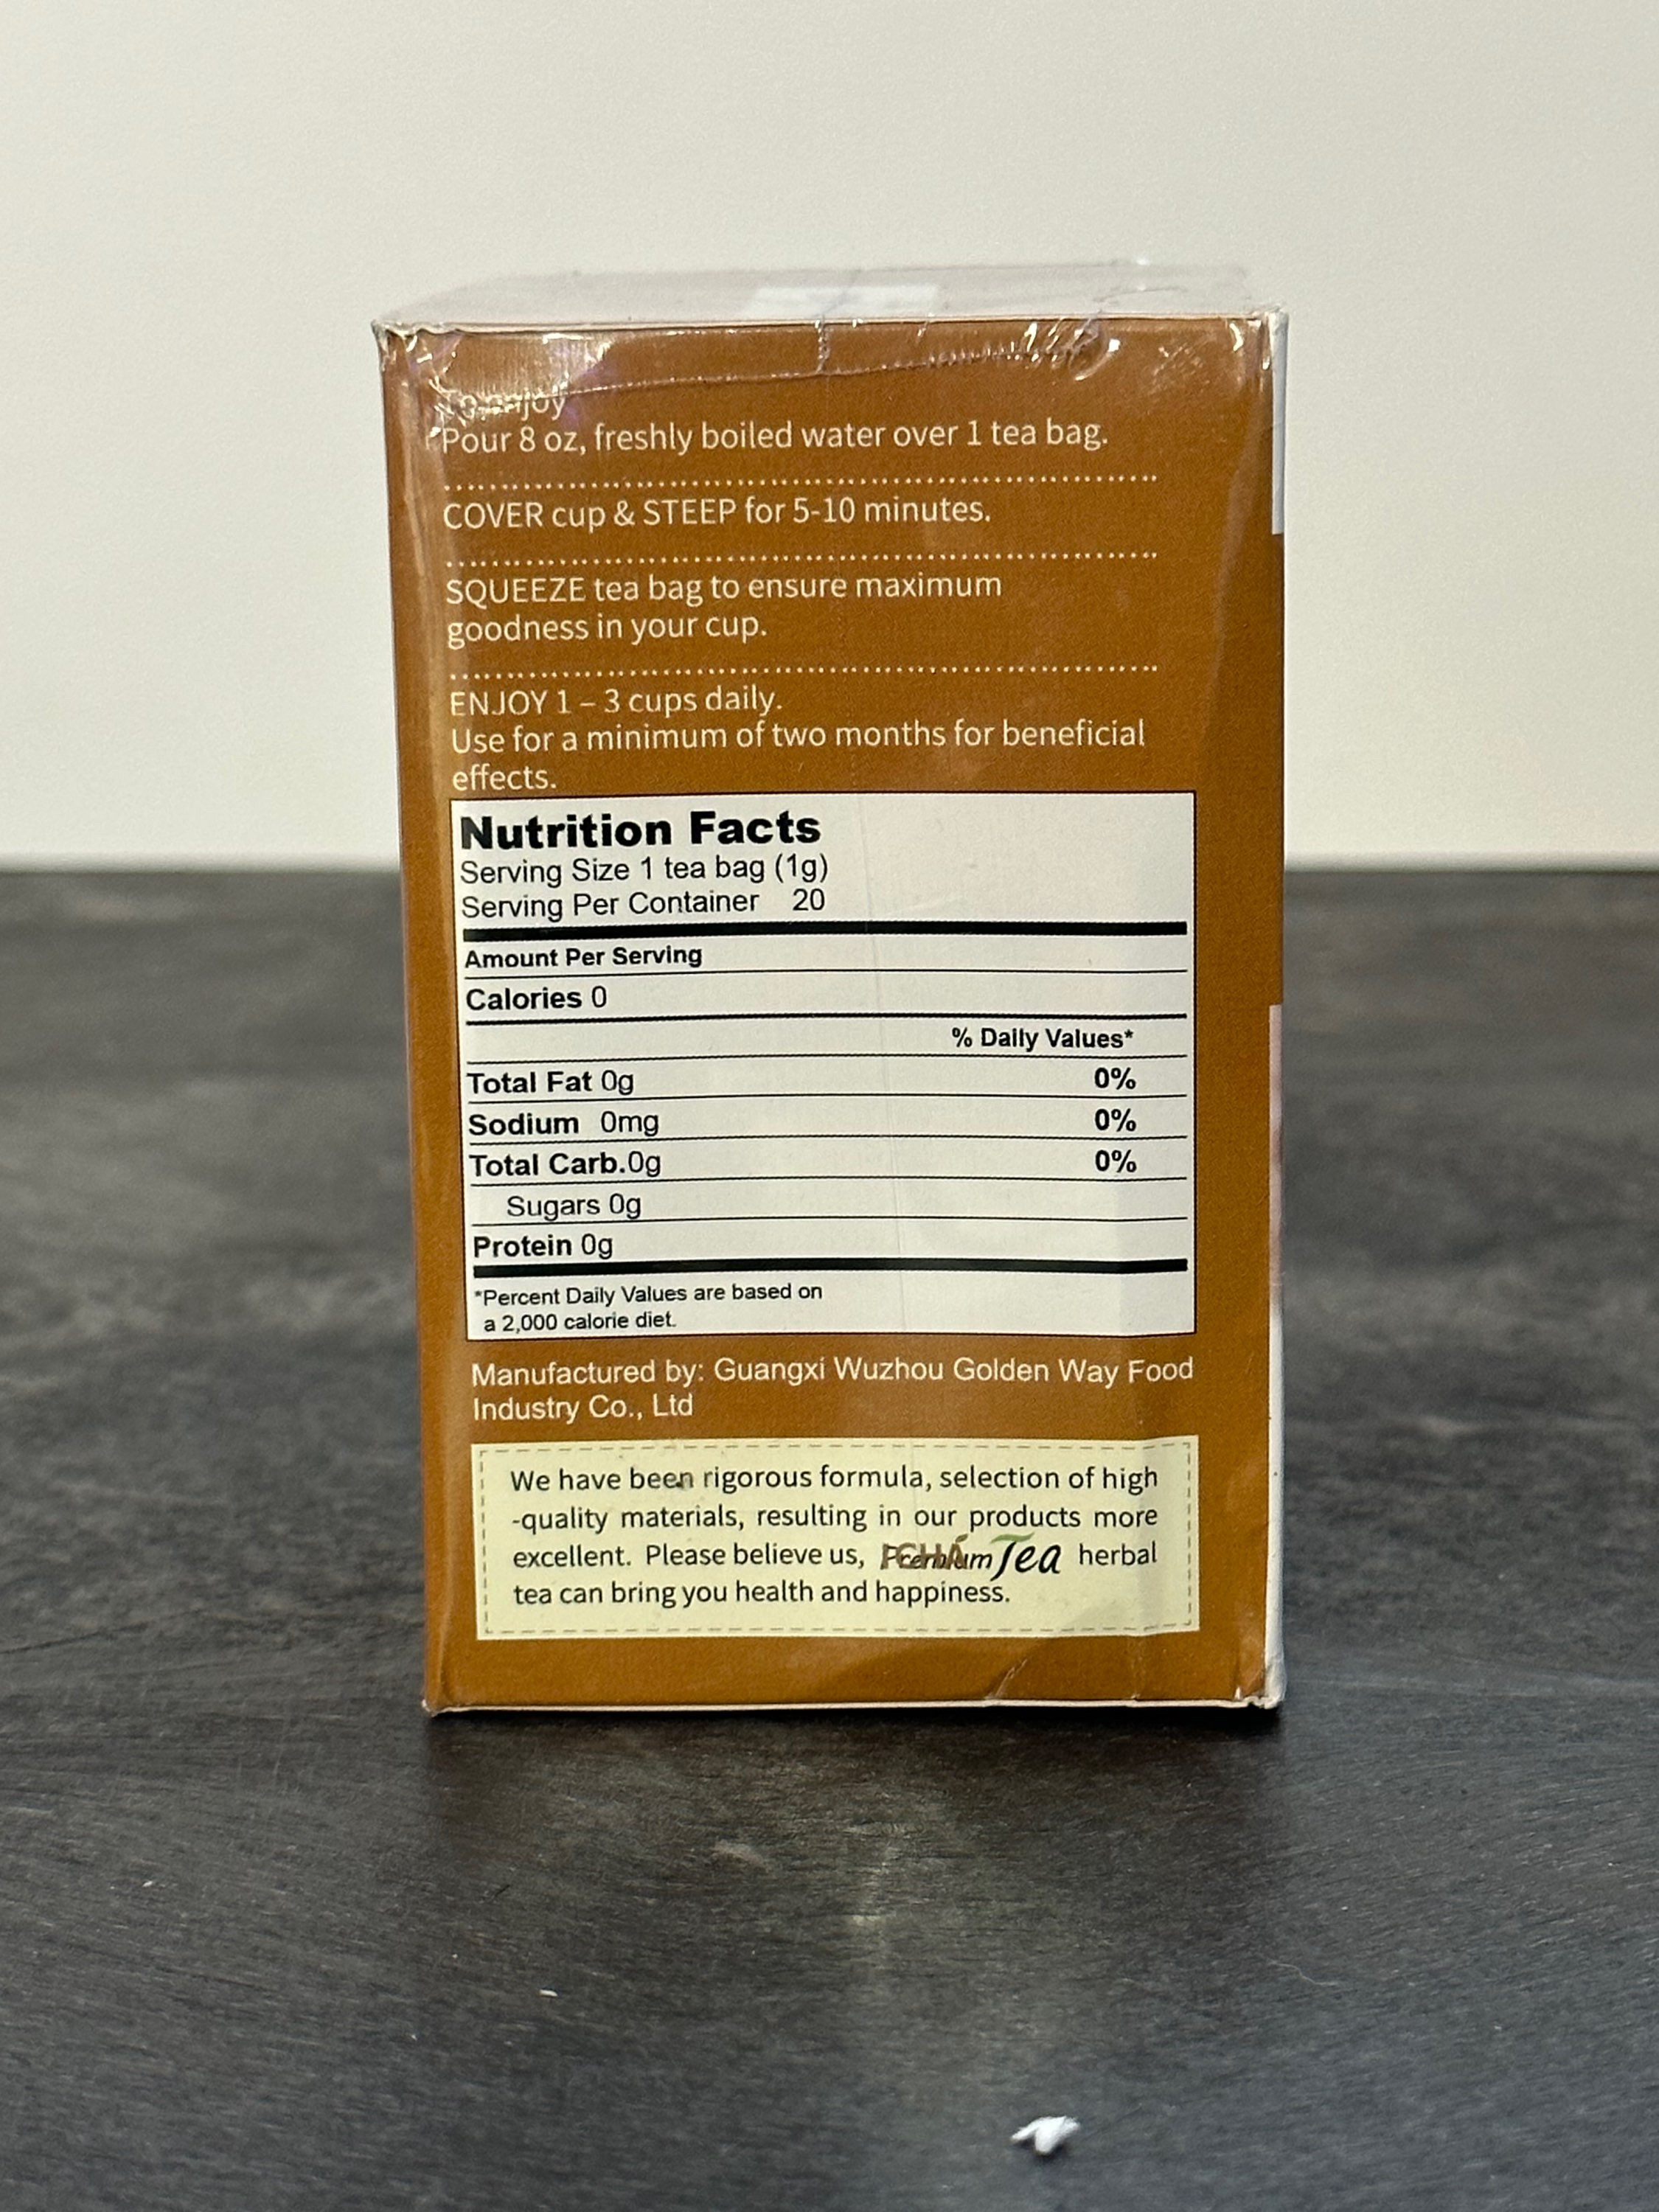 To enjoy
Pour 8 oz, freshly boiled water over 1 tea bag.
COVER cup & STEEP for 5-10 minutes.
SQUEEZE tea bag to ensure maximum
goodness in your cup.
ENJOY 1 – 3 cups daily.
Use for a minimum of two months for beneficial
effects.
Nutrition Facts
Serving Size 1 tea bag (1g)
Serving Per Container 20
Amount Per Serving
Calories 0
% Daily Values*
Total Fat 0g 0%
Sodium 0mg 0%
Total Carb.0g 0%
Sugars 0g
Protein 0g
*Percent Daily Values are based on
a 2,000 calorie diet.
Manufactured by: Guangxi Wuzhou Golden Way Food
Industry Co., Ltd
We have been rigorous formula, selection of high
-quality materials, resulting in our products more
excellent. Please believe us, Premium Tea herbal
tea can bring you health and happiness.